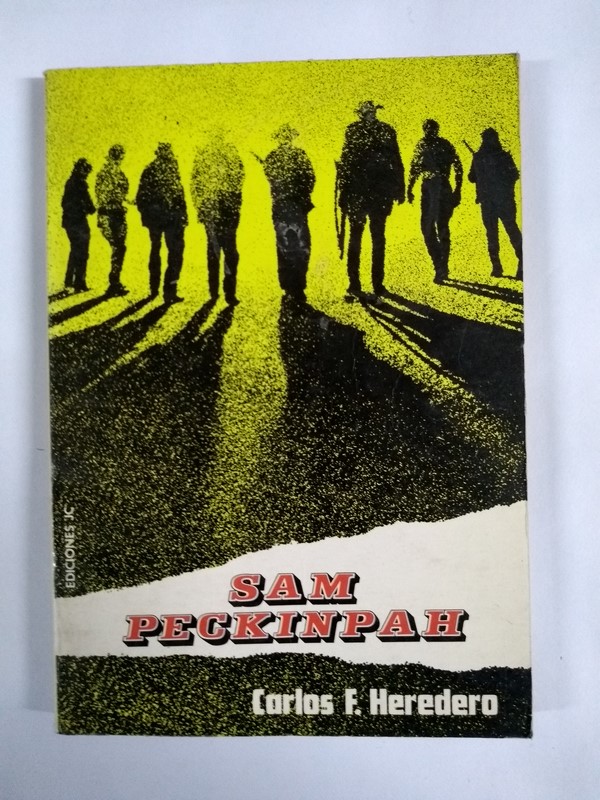 EDICIONES JC
SAM
PECKINPAH
Carlos F. Heredero